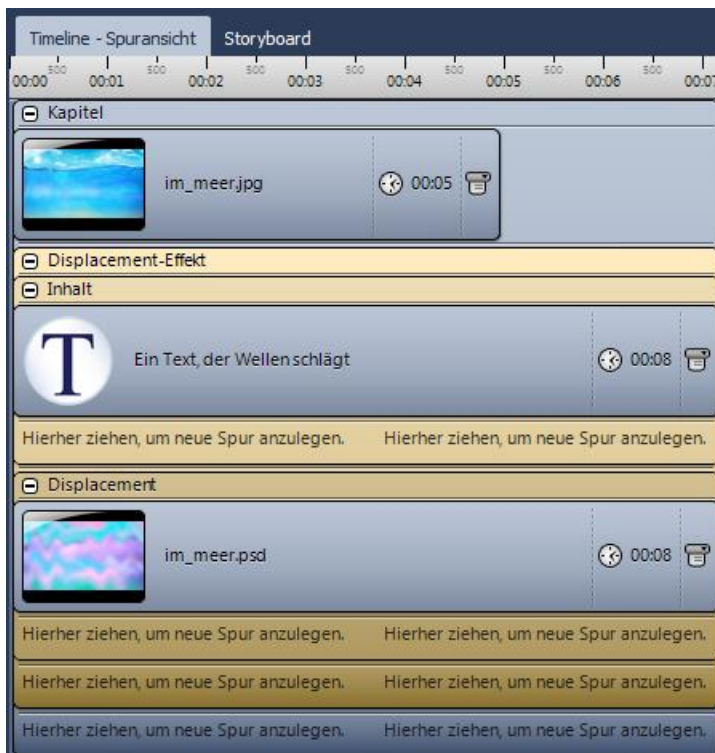 Timeline - Spuransicht Storyboard
00:00 500 00:01 500 00:02 500 00:03 500 00:04 500 00:05 500 00:06 500 00:07
Kapitel
im_meer.jpg 00:05
Displacement-Effekt
Inhalt
T Ein Text, der Wellen schlägt 00:08
Hierher ziehen, um neue Spur anzulegen. Hierher ziehen, um neue Spur anzulegen.
Displacement
im_meer.psd 00:08
Hierher ziehen, um neue Spur anzulegen. Hierher ziehen, um neue Spur anzulegen.
Hierher ziehen, um neue Spur anzulegen. Hierher ziehen, um neue Spur anzulegen.
Hierher ziehen, um neue Spur anzulegen. Hierher ziehen, um neue Spur anzulegen.